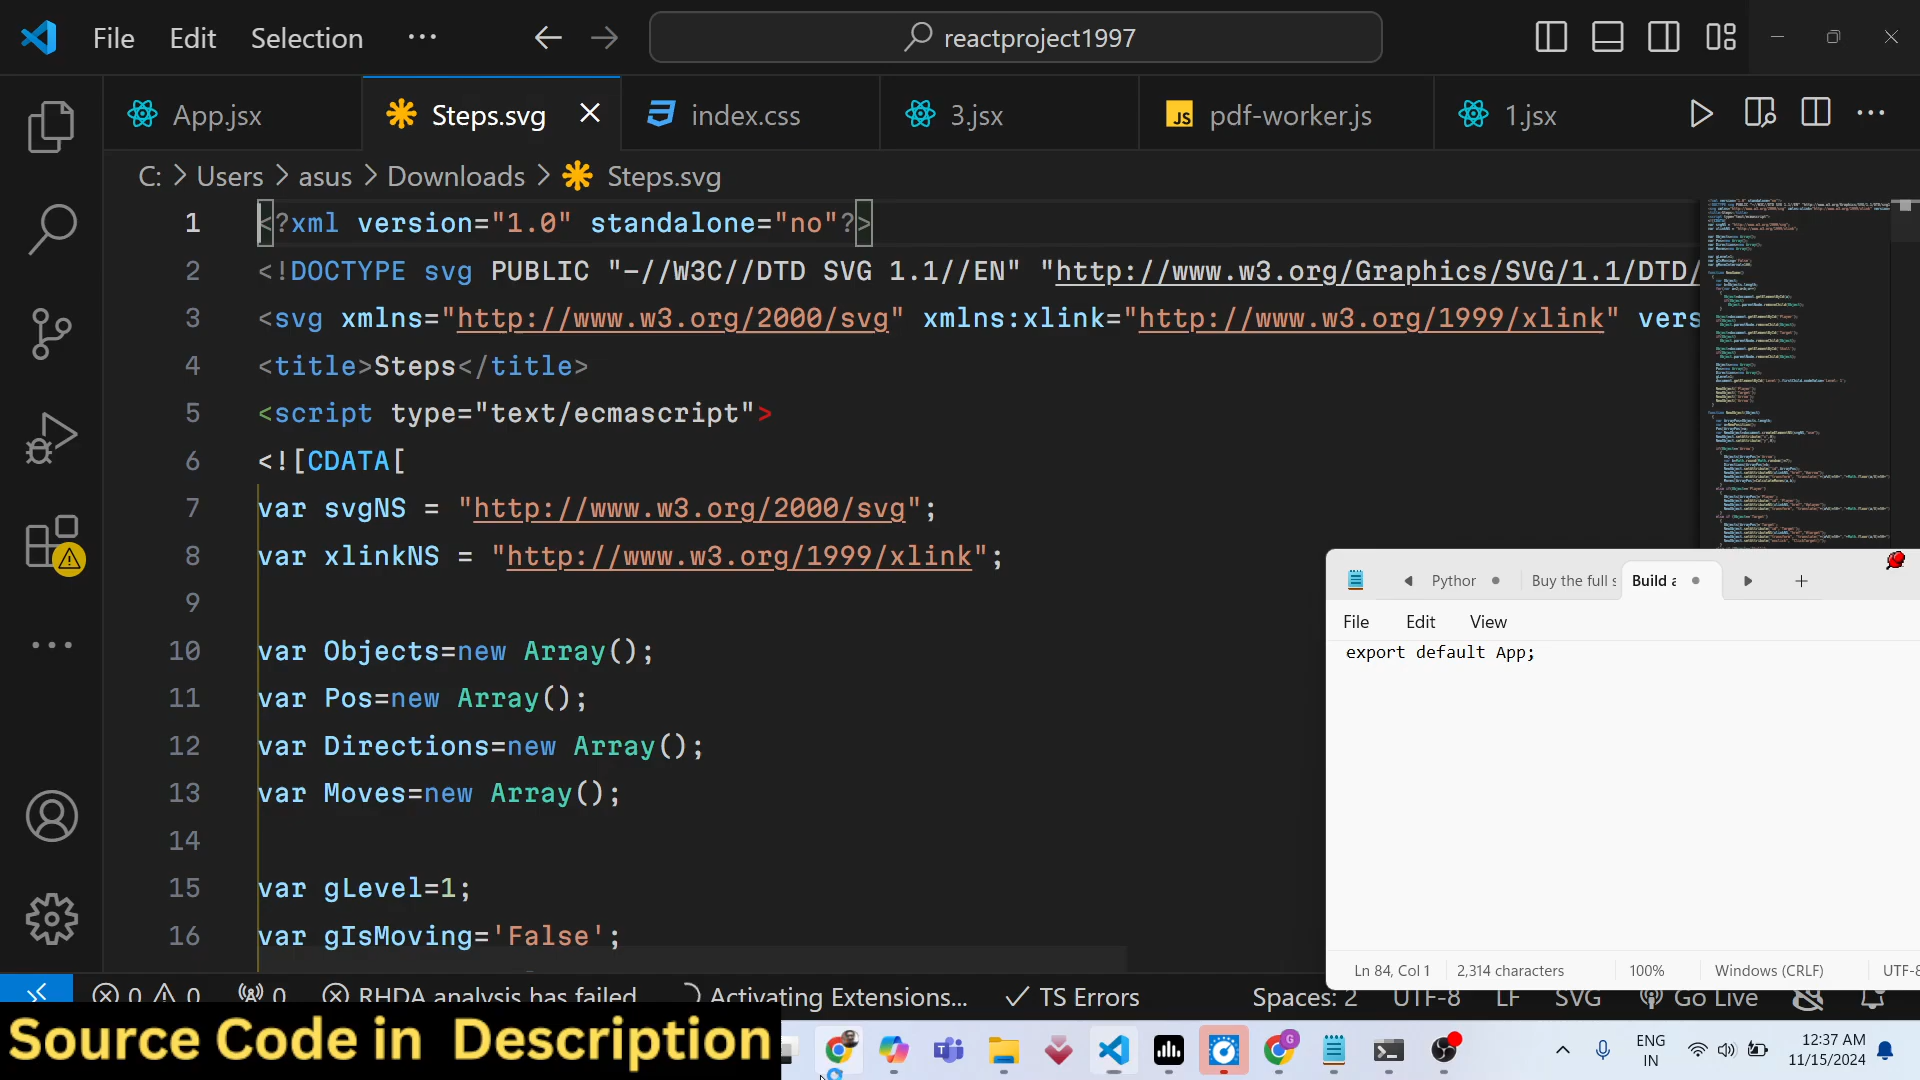 File Edit Selection ··· reactproject1997
App.jsx Steps.svg index.css 3.jsx JS pdf-worker.js 1.jsx
C: > Users > asus > Downloads > Steps.svg
1 <?xml version="1.0" standalone="no"?>
2 <!DOCTYPE svg PUBLIC "-//W3C//DTD SVG 1.1//EN" "http://www.w3.org/Graphics/SVG/1.1/DTD/
3 <svg xmlns="http://www.w3.org/2000/svg" xmlns:xlink="http://www.w3.org/1999/xlink" vers
4 <title>Steps</title>
5 <script type="text/ecmascript">
6 <![CDATA[
7 var svgNS = "http://www.w3.org/2000/svg";
8 var xlinkNS = "http://www.w3.org/1999/xlink";
9
10 var Objects=new Array();
11 var Pos=new Array();
12 var Directions=new Array();
13 var Moves=new Array();
14
15 var gLevel=1;
16 var gIsMoving='False';
Python Buy the full s Build a
File Edit View
export default App;
Ln 84, Col 1 2,314 characters 100% Windows (CRLF) UTF-8
0 0 0 RHDA analysis has failed Activating Extensions... TS Errors Spaces: 2 UTF-8 LF SVG Go Live
Source Code in Description
G
ENG
IN
12:37 AM
11/15/2024